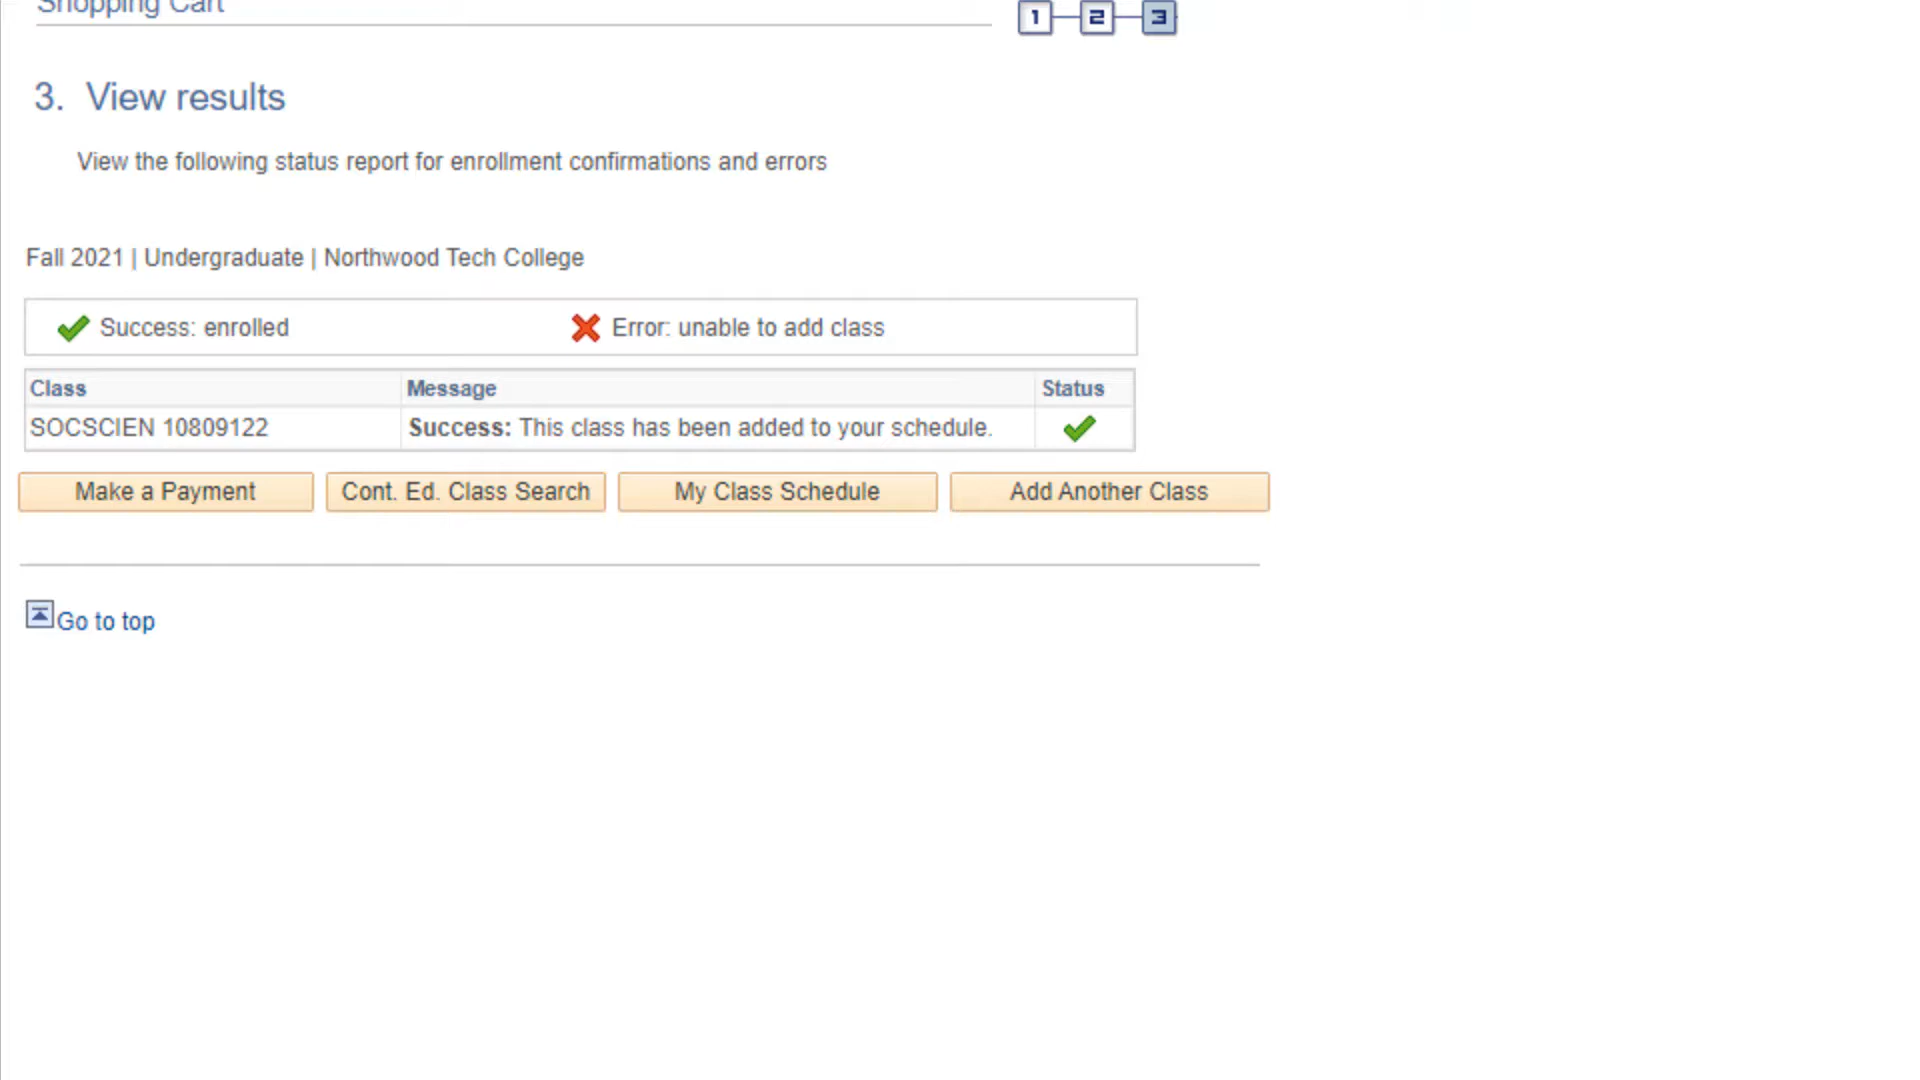 Shopping Cart
1 2 3
3. View results
View the following status report for enrollment confirmations and errors
Fall 2021 | Undergraduate | Northwood Tech College
Success: enrolled Error: unable to add class
Class Message Status
SOCSCIEN 10809122 Success: This class has been added to your schedule.
Make a Payment Cont. Ed. Class Search My Class Schedule Add Another Class
Go to top